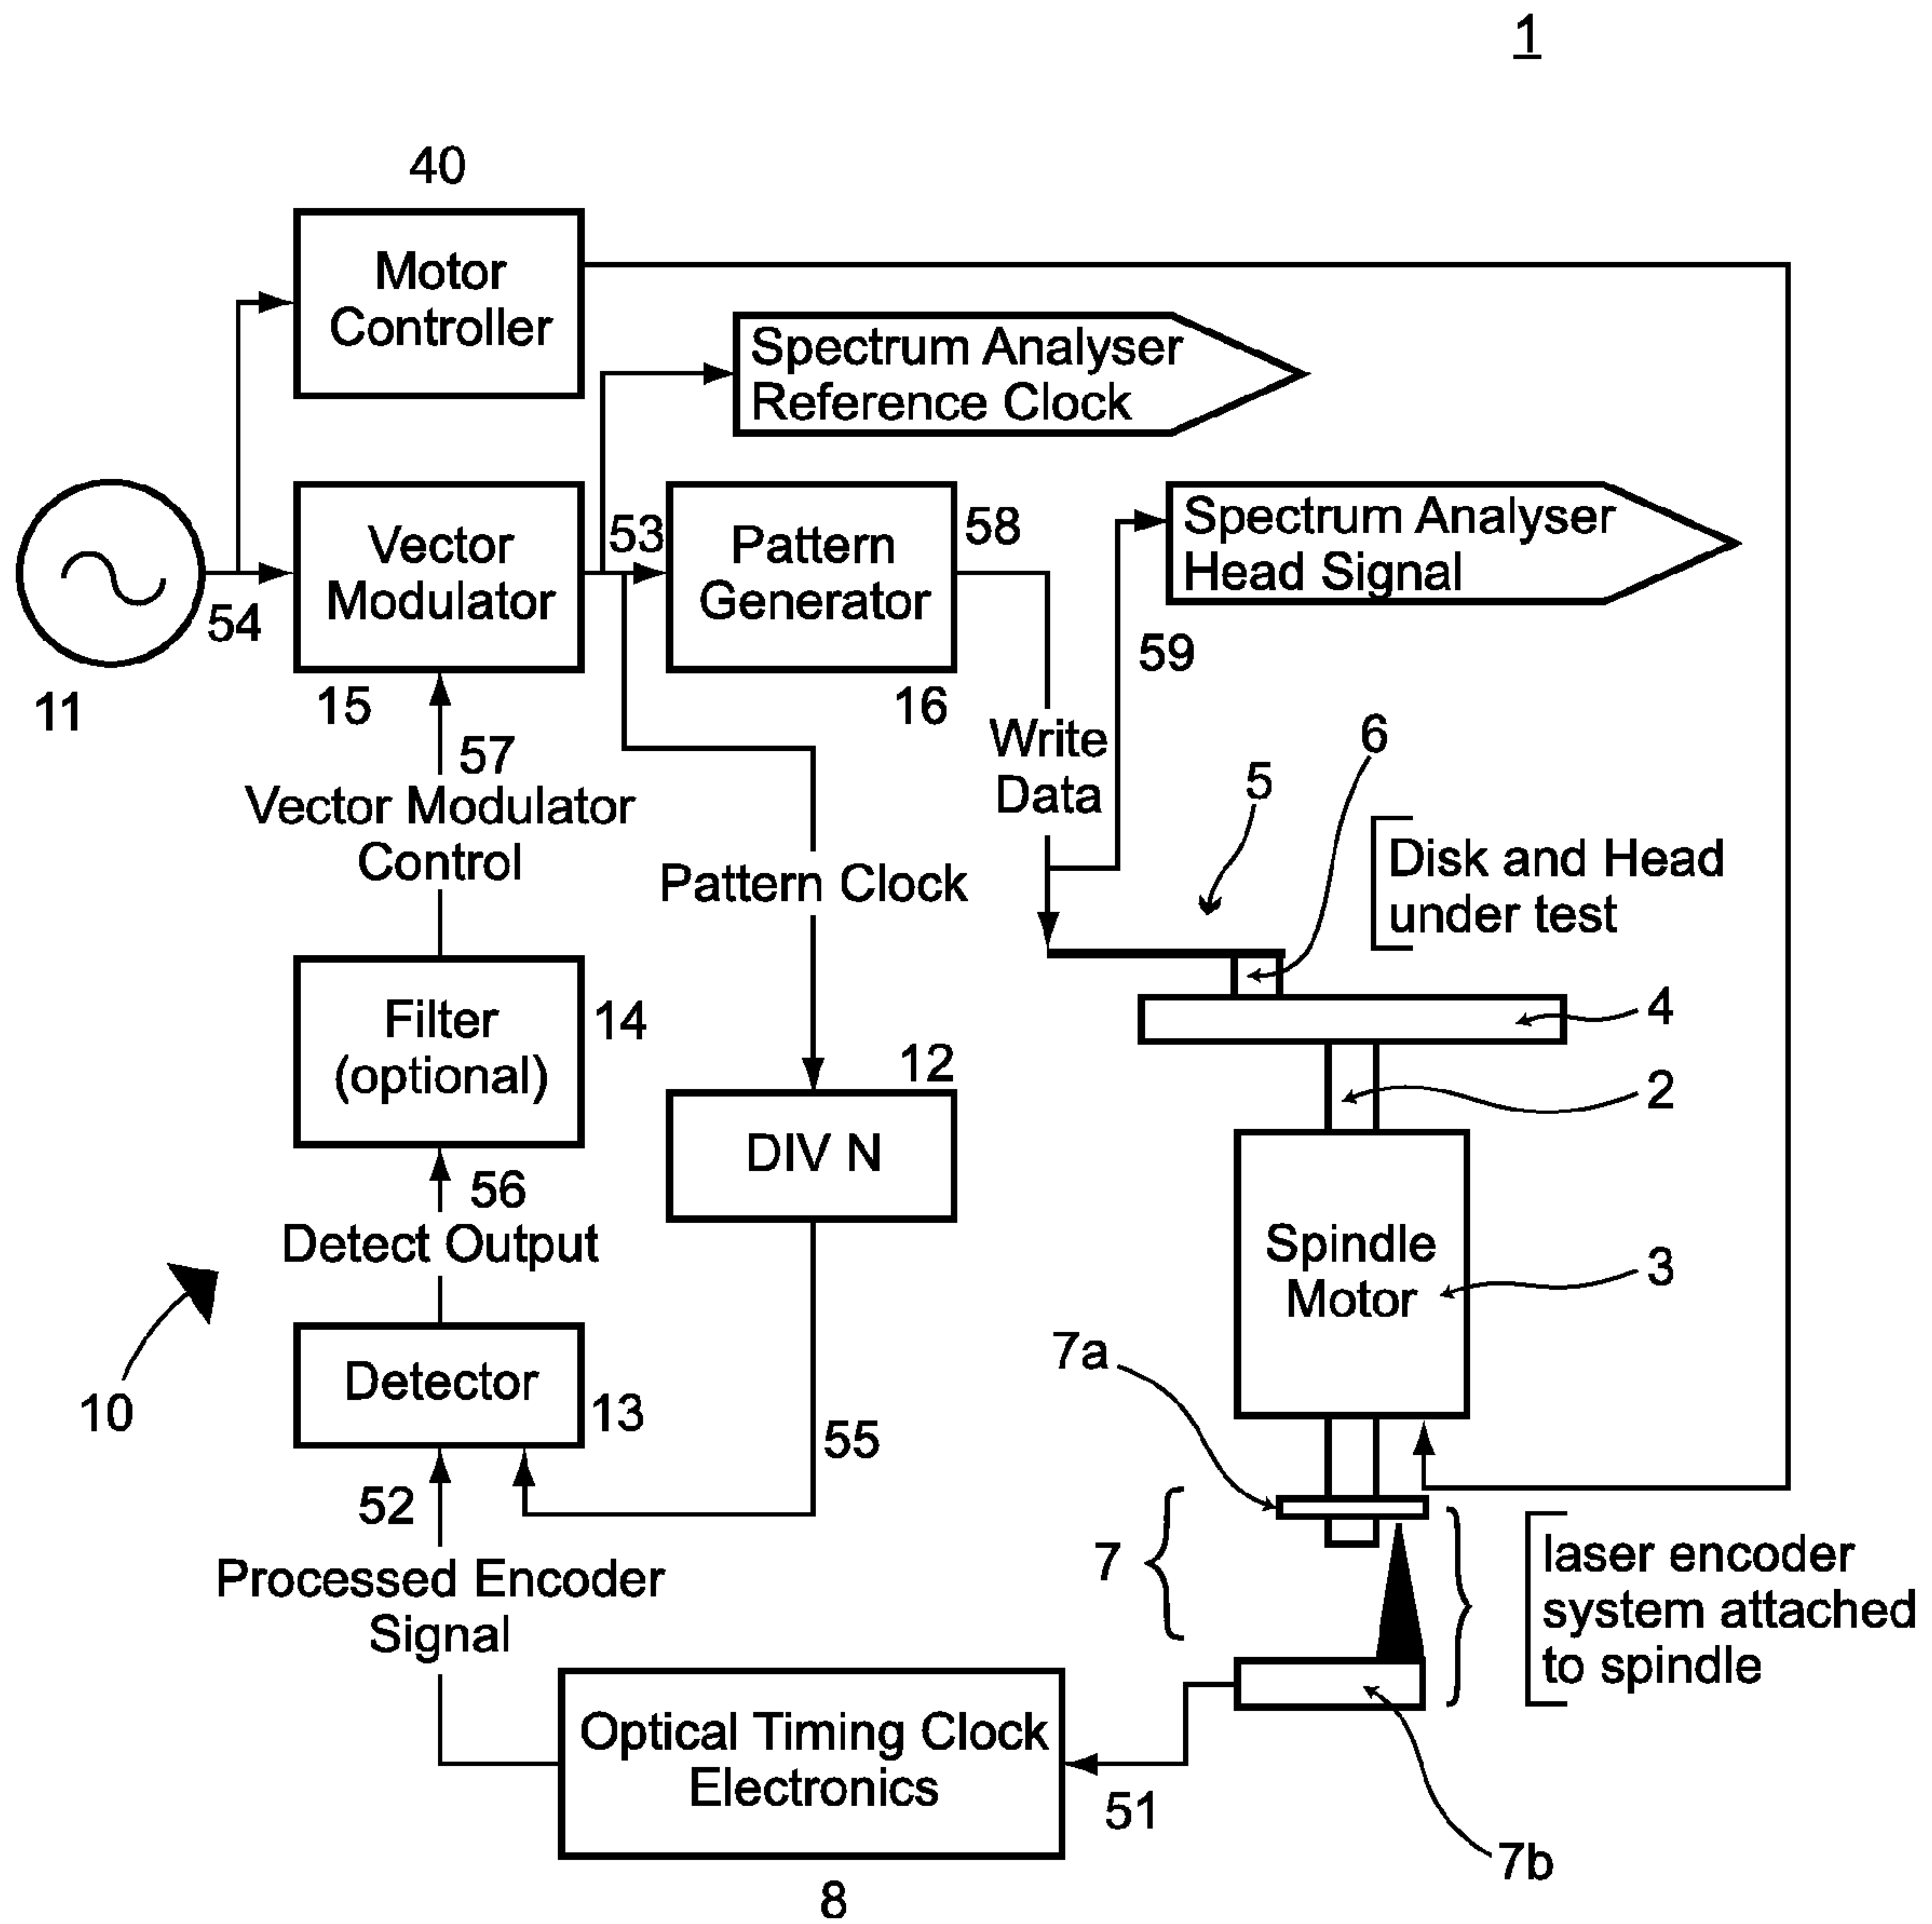 1
40
Motor
Controller
Spectrum Analyser
Reference Clock
Vector
Modulator
53
Pattern
Generator
58
Spectrum Analyser
Head Signal
54
11
15
16
59
57
Vector Modulator
Control
Write
Data
6
5
Pattern Clock
Disk and Head
under test
Filter
(optional)
14
12
4
2
DIV N
56
Detect Output
Spindle
Motor
3
10
Detector
13
55
7a
52
7
Processed Encoder
Signal
laser encoder
system attached
to spindle
Optical Timing Clock
Electronics
51
7b
8